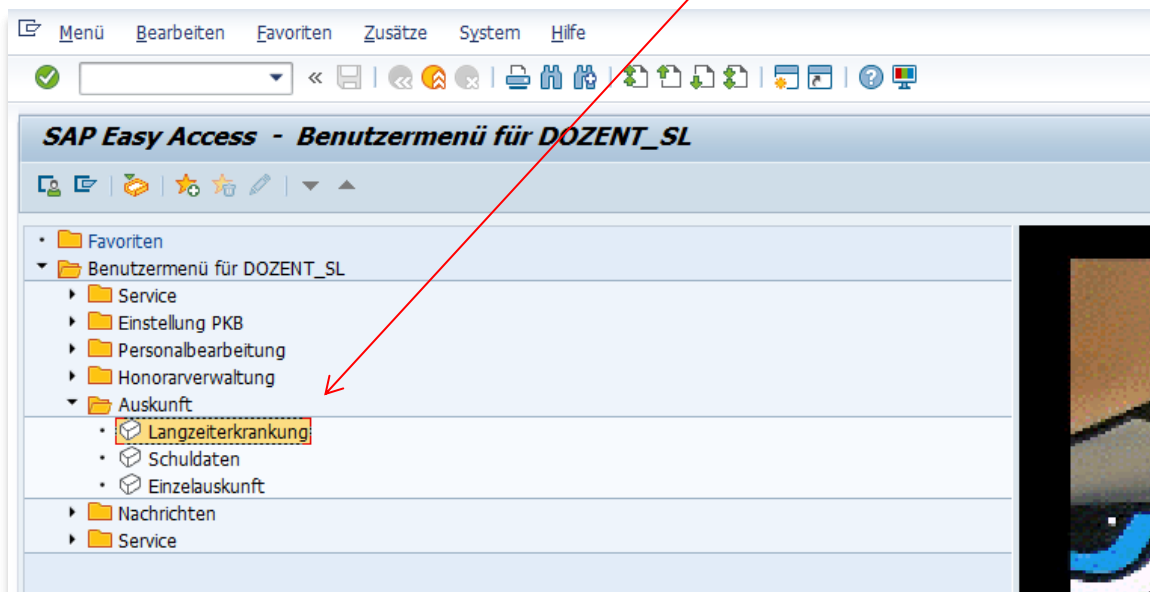 Menü Bearbeiten Favoriten Zusätze System Hilfe
SAP Easy Access - Benutzermenü für DOZENT_SL
Favoriten
Benutzermenü für DOZENT_SL
Service
Einstellung PKB
Personalbearbeitung
Honorarverwaltung
Auskunft
Langzeiterkrankung
Schuldaten
Einzelauskunft
Nachrichten
Service